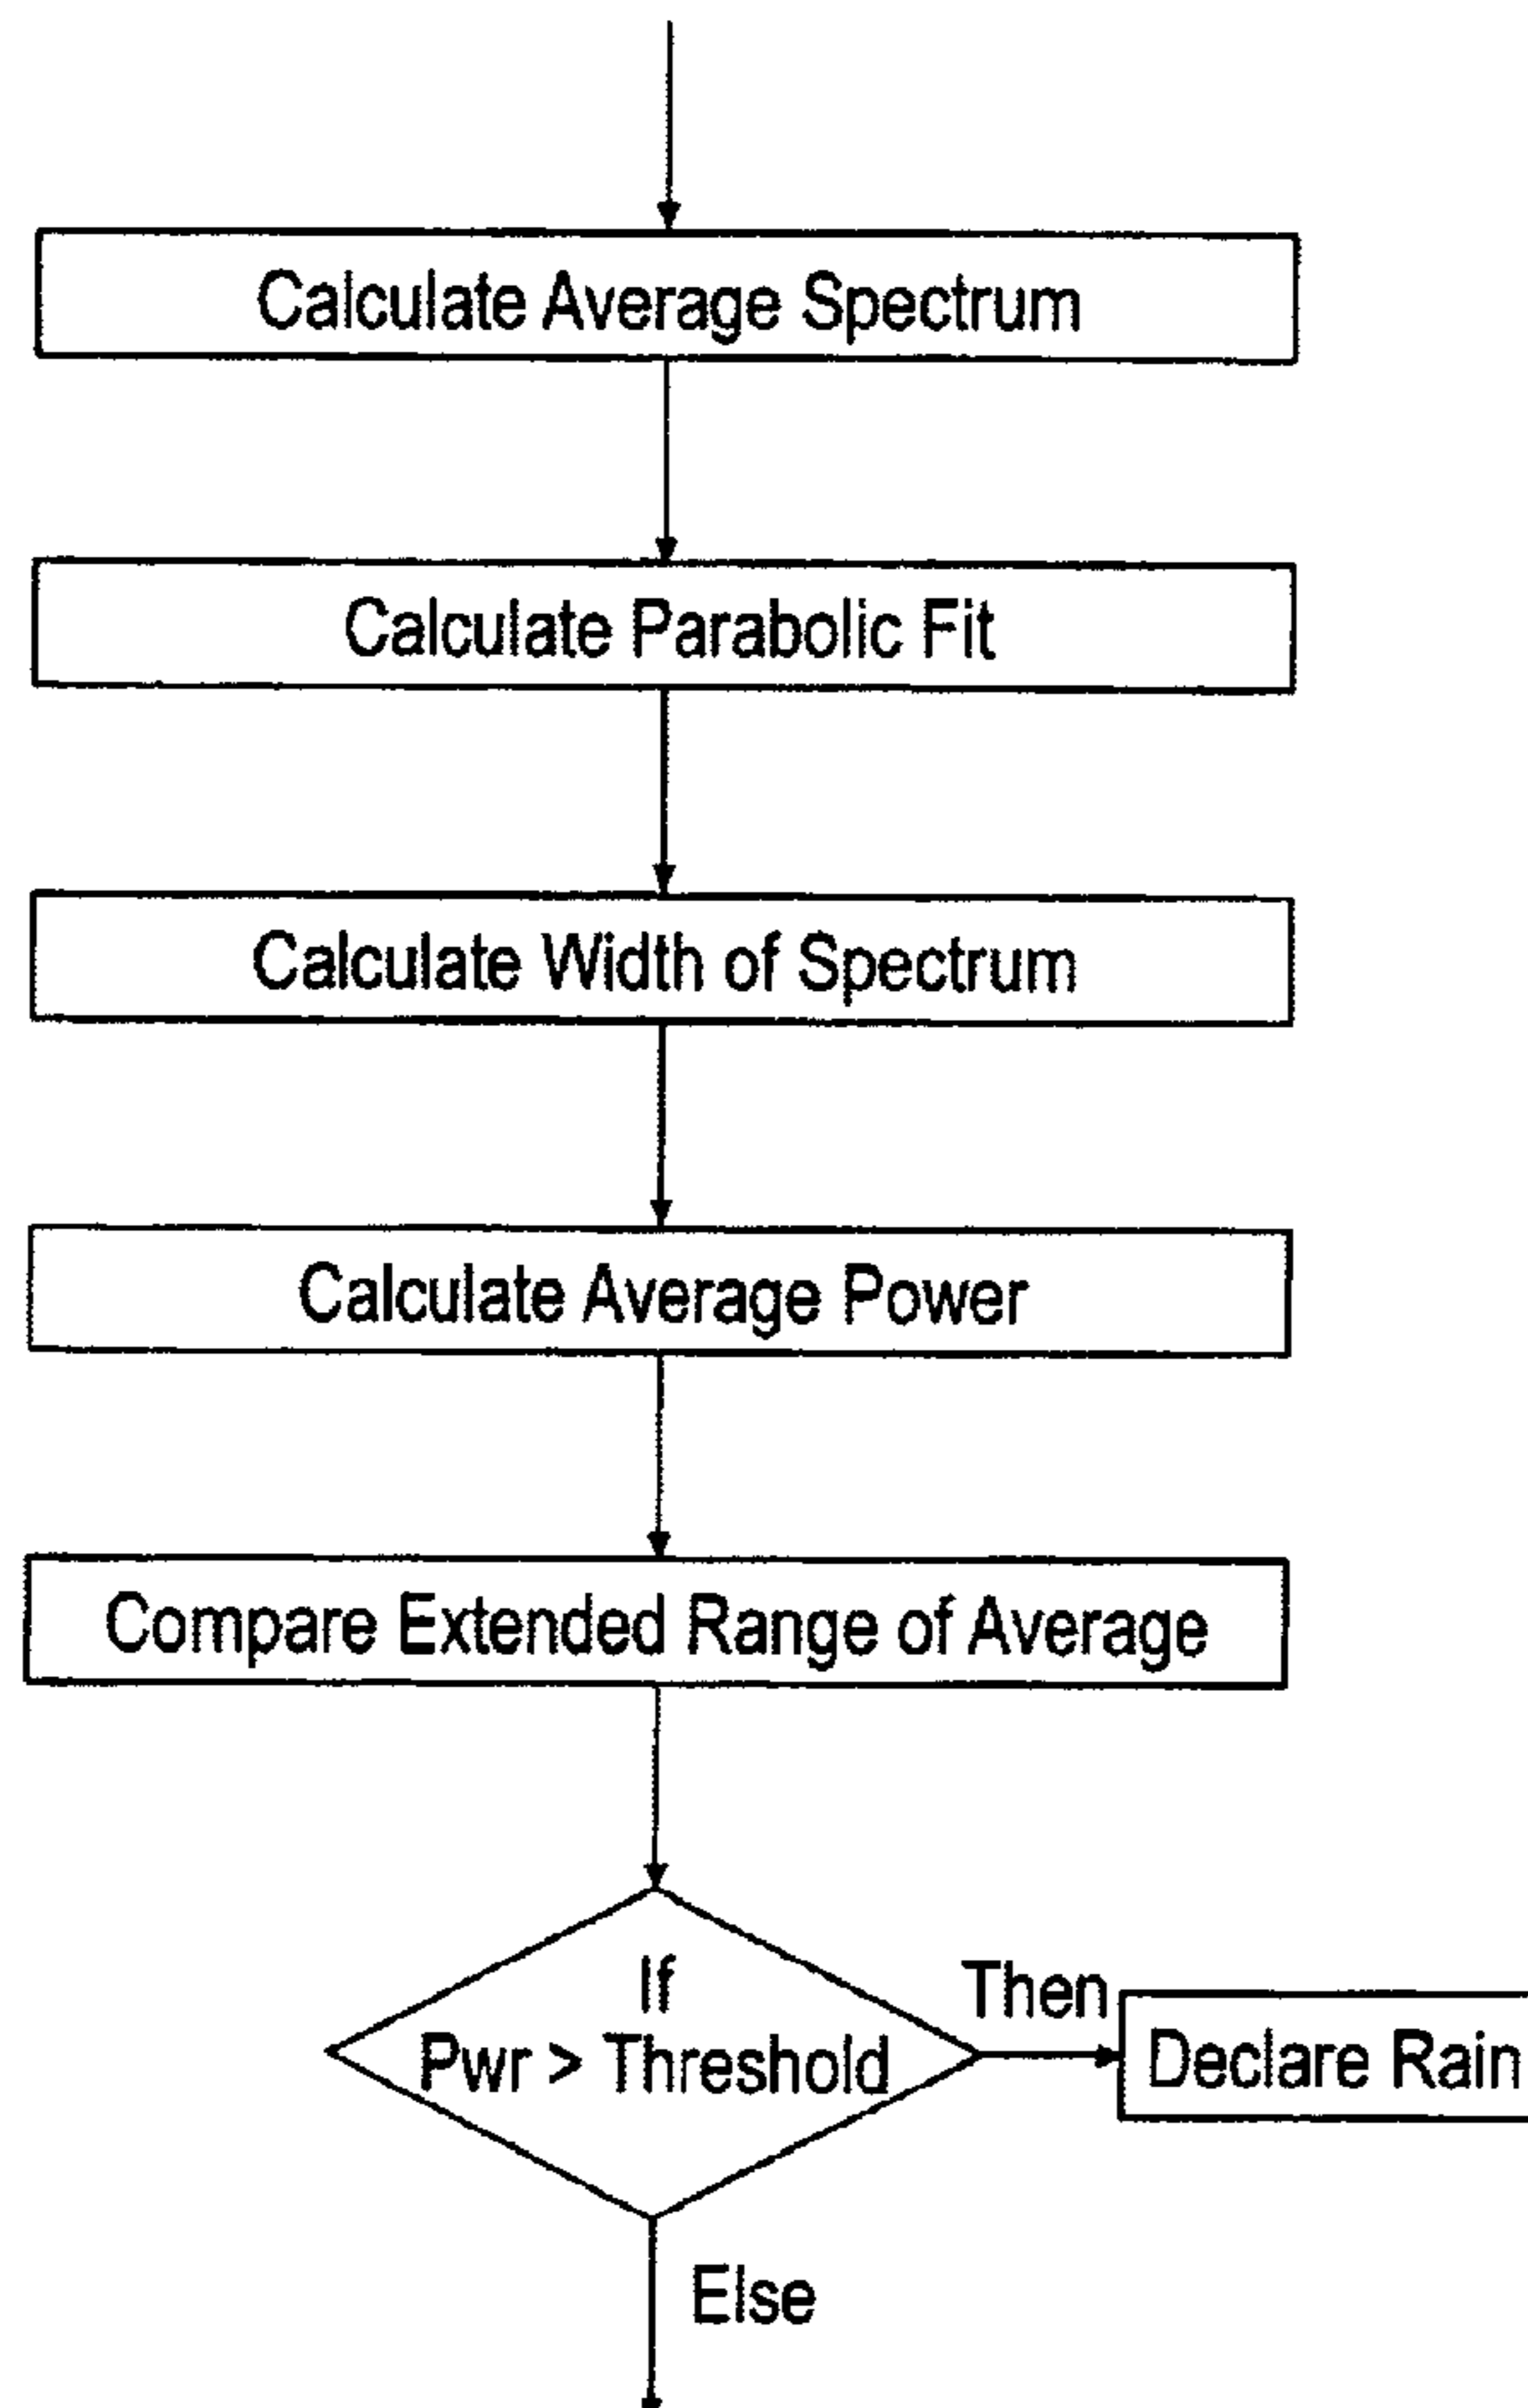 Calculate Average Spectrum
Calculate Parabolic Fit
Calculate Width of Spectrum
Calculate Average Power
Compare Extended Range of Average
If
Pwr > Threshold
Then
Declare Rain
Else